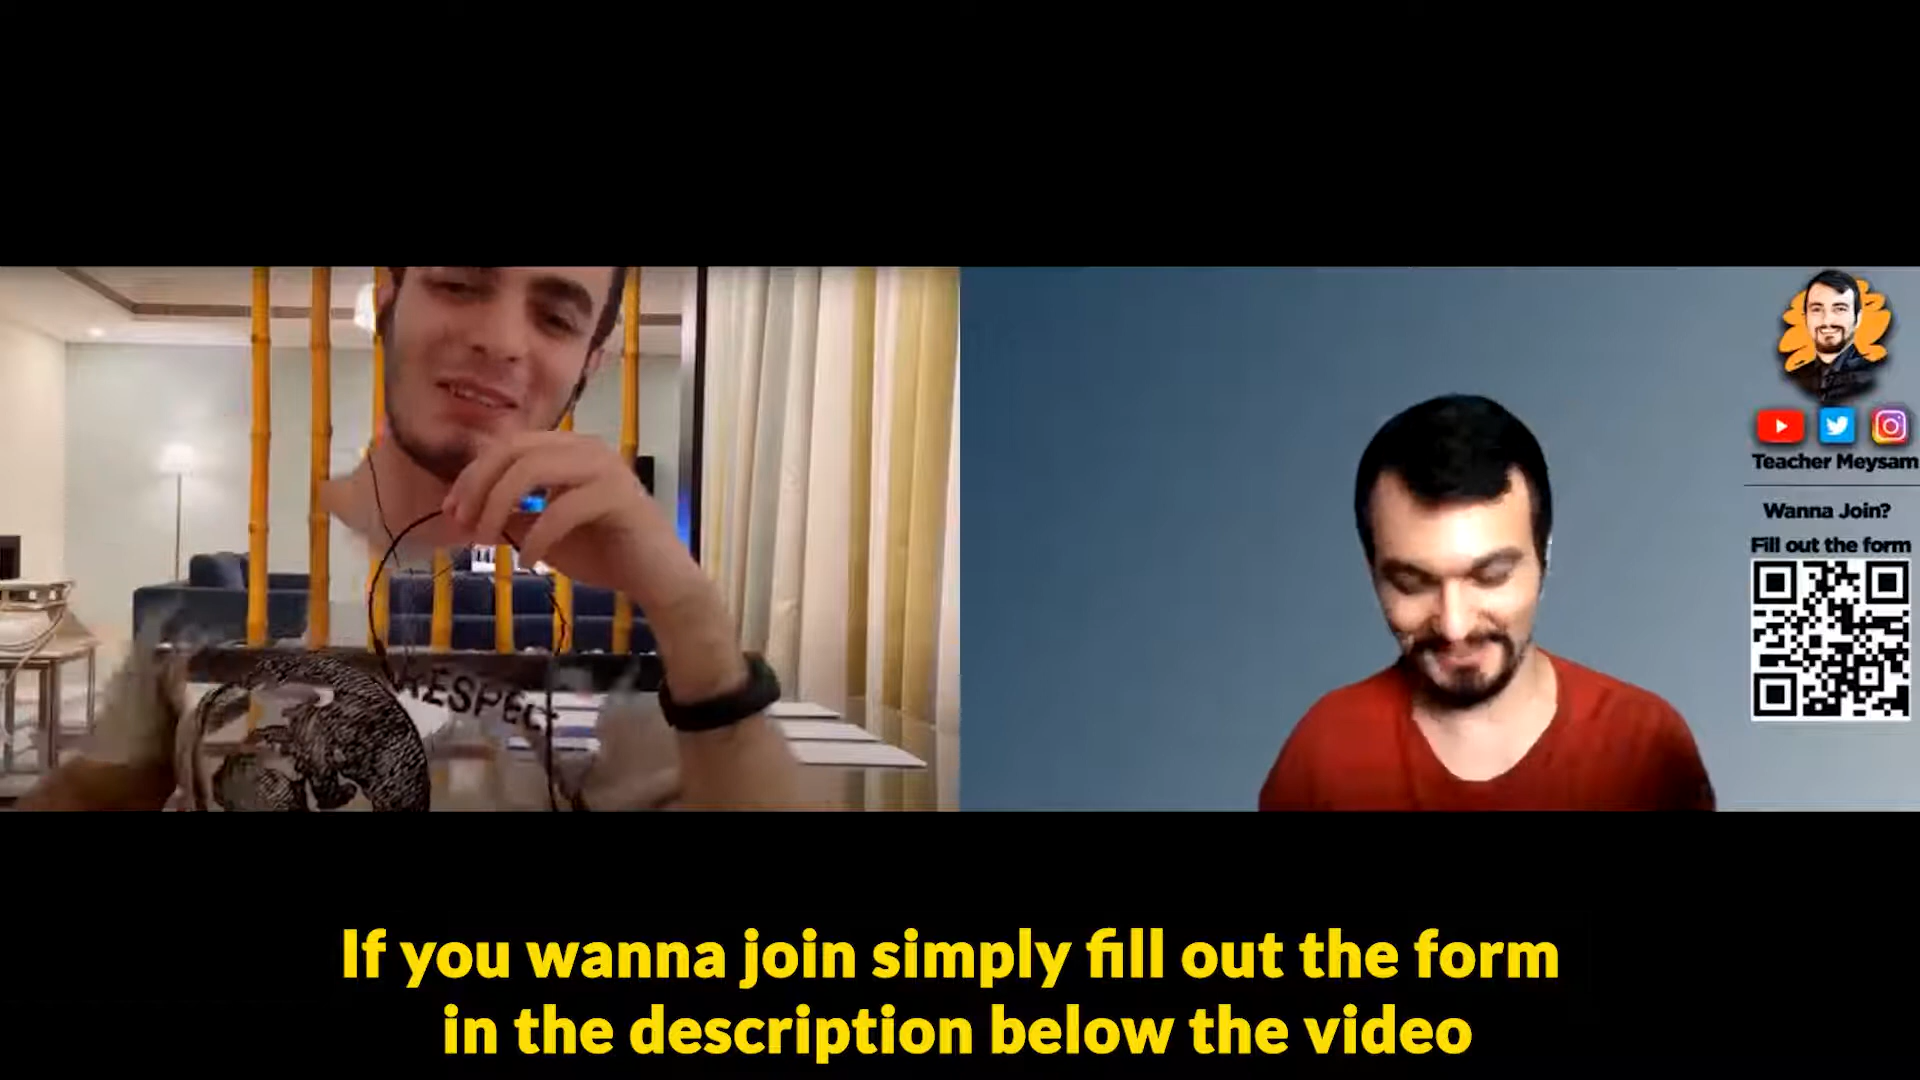 RESPECT
Teacher Meysam
Wanna Join?
Fill out the form
If you wanna join simply fill out the form
in the description below the video